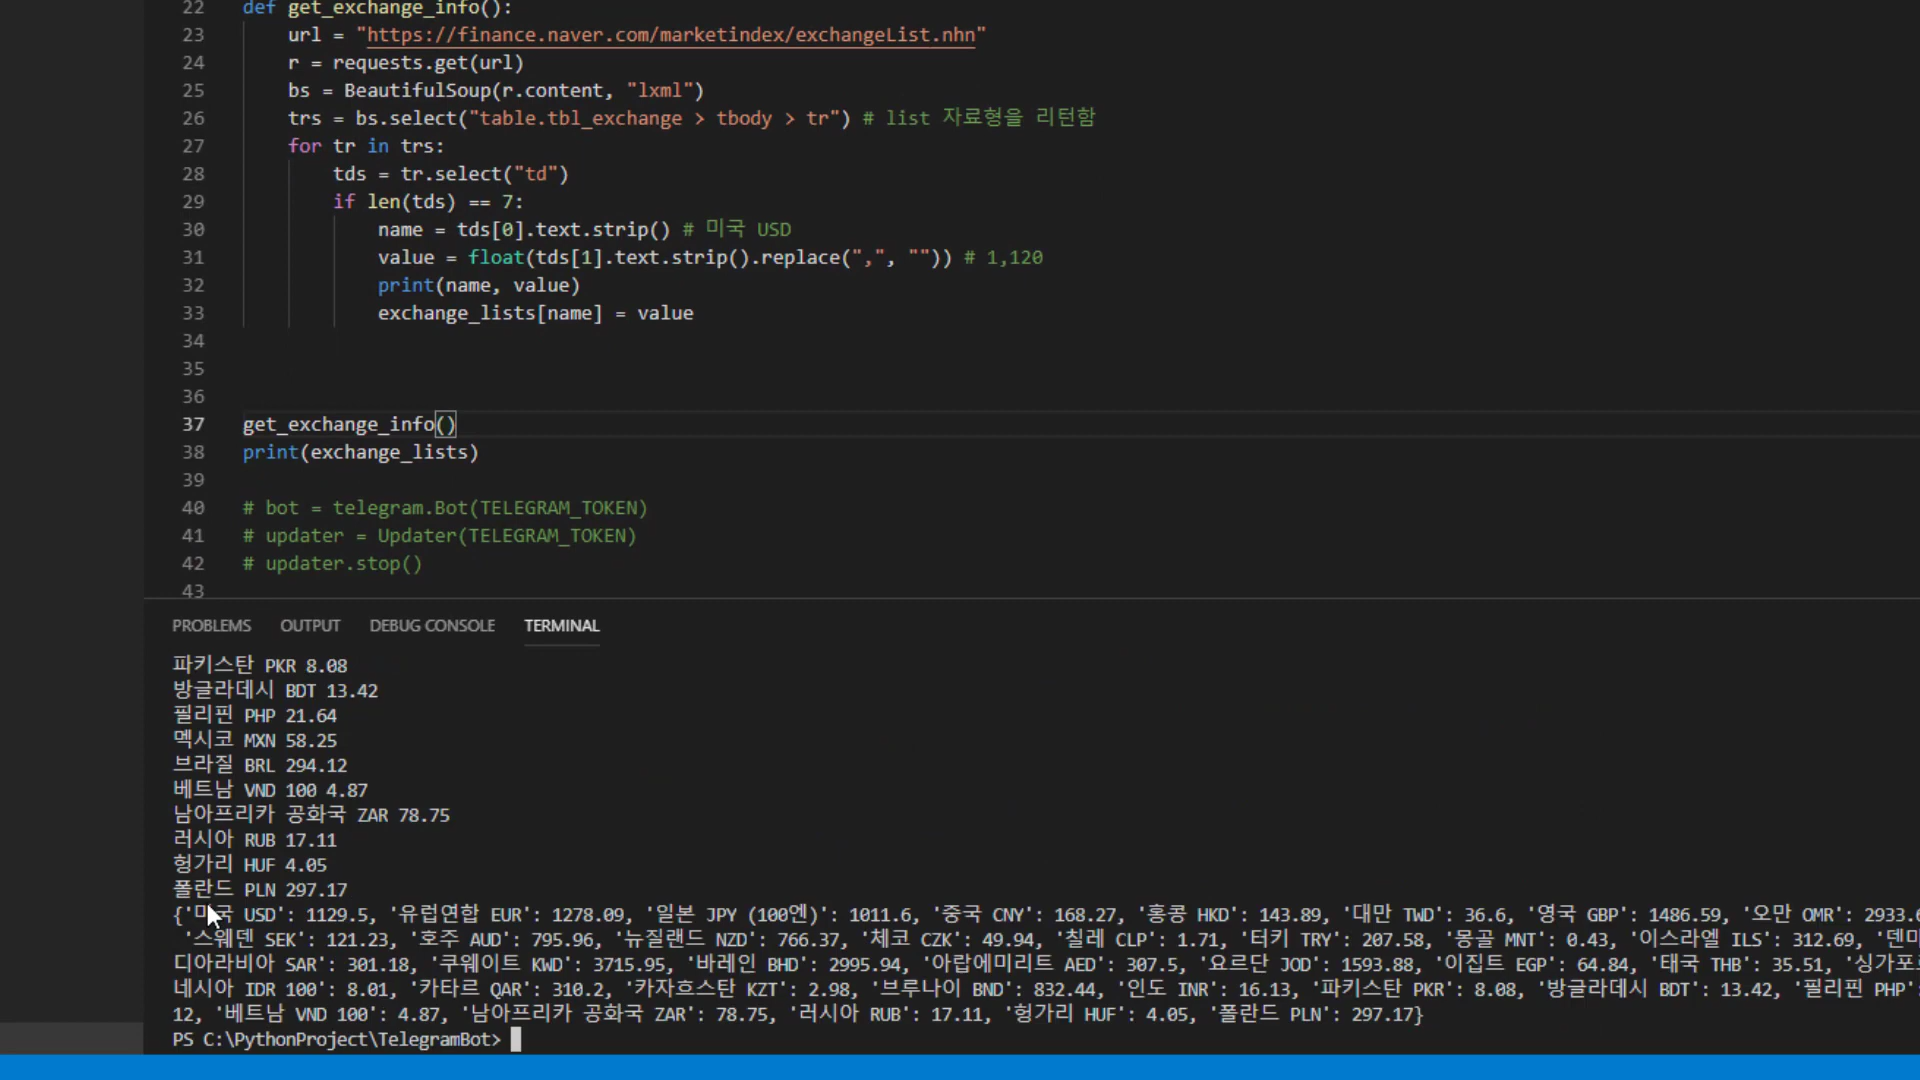 22 def get_exchange_info():
23 url = "https://finance.naver.com/marketindex/exchangeList.nhn"
24 r = requests.get(url)
25 bs = BeautifulSoup(r.content, "lxml")
26 trs = bs.select("table.tbl_exchange > tbody > tr") # list 자료형을 리턴함
27 for tr in trs:
28 tds = tr.select("td")
29 if len(tds) == 7:
30 name = tds[0].text.strip() # 미국 USD
31 value = float(tds[1].text.strip().replace(",", "")) # 1,120
32 print(name, value)
33 exchange_lists[name] = value
34
35
36
37 get_exchange_info()
38 print(exchange_lists)
39
40 # bot = telegram.Bot(TELEGRAM_TOKEN)
41 # updater = Updater(TELEGRAM_TOKEN)
42 # updater.stop()
43
PROBLEMS OUTPUT DEBUG CONSOLE TERMINAL
파키스탄 PKR 8.08
방글라데시 BDT 13.42
필리핀 PHP 21.64
멕시코 MXN 58.25
브라질 BRL 294.12
베트남 VND 100 4.87
남아프리카 공화국 ZAR 78.75
러시아 RUB 17.11
헝가리 HUF 4.05
폴란드 PLN 297.17
{'미국 USD': 1129.5, '유럽연합 EUR': 1278.09, '일본 JPY (100엔)': 1011.6, '중국 CNY': 168.27, '홍콩 HKD': 143.89, '대만 TWD': 36.6, '영국 GBP': 1486.59, '오만 OMR': 2933.
'스웨덴 SEK': 121.23, '호주 AUD': 795.96, '뉴질랜드 NZD': 766.37, '체코 CZK': 49.94, '칠레 CLP': 1.71, '터키 TRY': 207.58, '몽골 MNT': 0.43, '이스라엘 ILS': 312.69, '덴마
디아라비아 SAR': 301.18, '쿠웨이트 KWD': 3715.95, '바레인 BHD': 2995.94, '아랍에미리트 AED': 307.5, '요르단 JOD': 1593.88, '이집트 EGP': 64.84, '태국 THB': 35.51, '싱가포
네시아 IDR 100': 8.01, '카타르 QAR': 310.2, '카자흐스탄 KZT': 2.98, '브루나이 BND': 832.44, '인도 INR': 16.13, '파키스탄 PKR': 8.08, '방글라데시 BDT': 13.42, '필리핀 PHP'
12, '베트남 VND 100': 4.87, '남아프리카 공화국 ZAR': 78.75, '러시아 RUB': 17.11, '헝가리 HUF': 4.05, '폴란드 PLN': 297.17}
PS C:\PythonProject\TelegramBot>